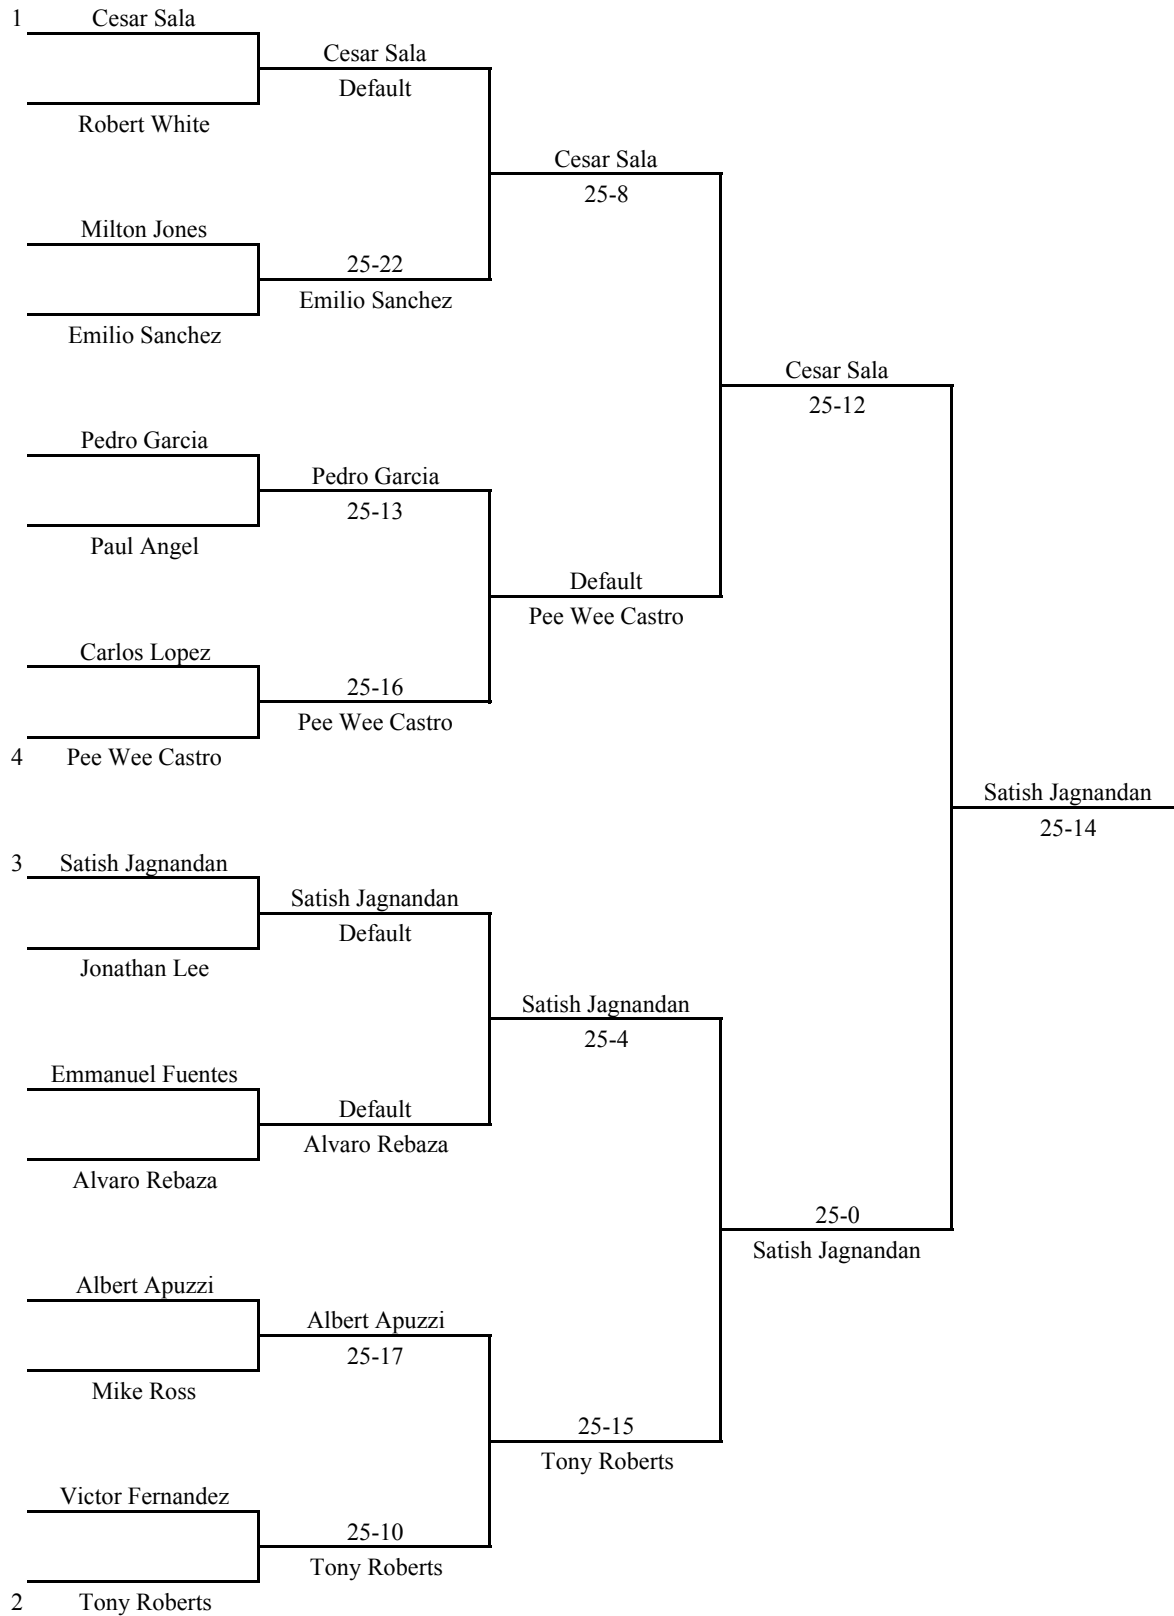 1 Cesar Sala
Cesar Sala
Default
Robert White
Cesar Sala
25-8
Milton Jones
25-22
Emilio Sanchez
Emilio Sanchez
Cesar Sala
25-12
Pedro Garcia
Pedro Garcia
25-13
Paul Angel
Default
Pee Wee Castro
Carlos Lopez
25-16
Pee Wee Castro
4 Pee Wee Castro
Satish Jagnandan
25-14
3 Satish Jagnandan
Satish Jagnandan
Default
Jonathan Lee
Satish Jagnandan
25-4
Emmanuel Fuentes
Default
Alvaro Rebaza
Alvaro Rebaza
25-0
Satish Jagnandan
Albert Apuzzi
Albert Apuzzi
25-17
Mike Ross
25-15
Tony Roberts
Victor Fernandez
25-10
Tony Roberts
2 Tony Roberts